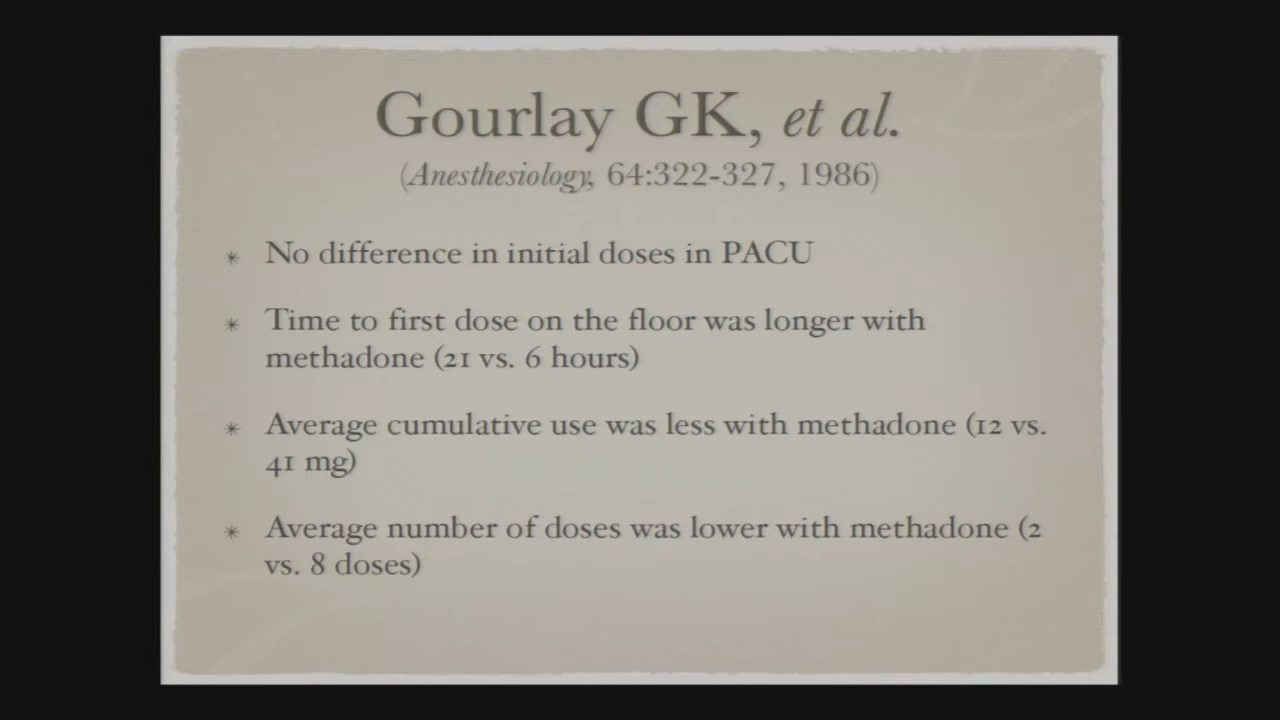 Gourlay GK, et al.
(Anesthesiology, 64:322-327, 1986)
No difference in initial doses in PACU
Time to first dose on the floor was longer with
methadone (21 vs. 6 hours)
Average cumulative use was less with methadone (12 vs.
41 mg)
Average number of doses was lower with methadone (2
vs. 8 doses)